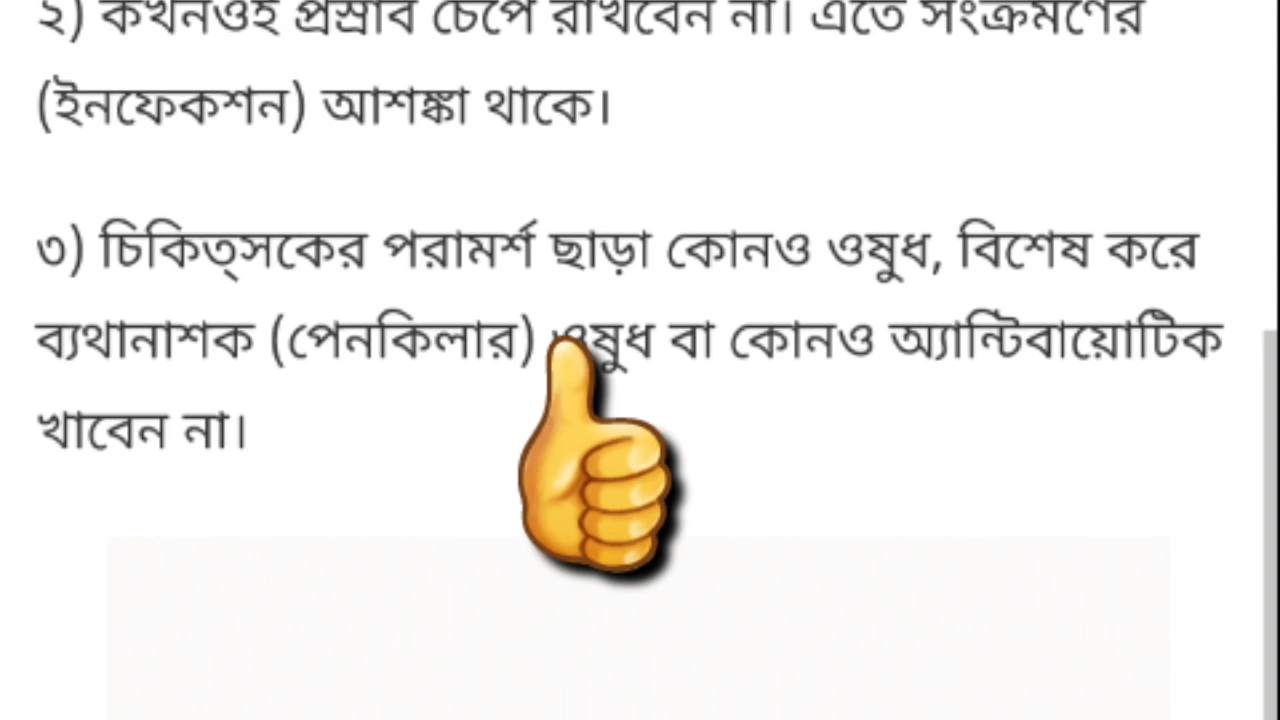 ২) কখনওই প্রস্রাব চেপে রাখবেন না। এতে সংক্রমণের
(ইনফেকশন) আশঙ্কা থাকে।
৩) চিকিত্সকের পরামর্শ ছাড়া কোনও ওষুধ, বিশেষ করে
ব্যথানাশক (পেনকিলার) ওষুধ বা কোনও অ্যান্টিবায়োটিক
খাবেন না।